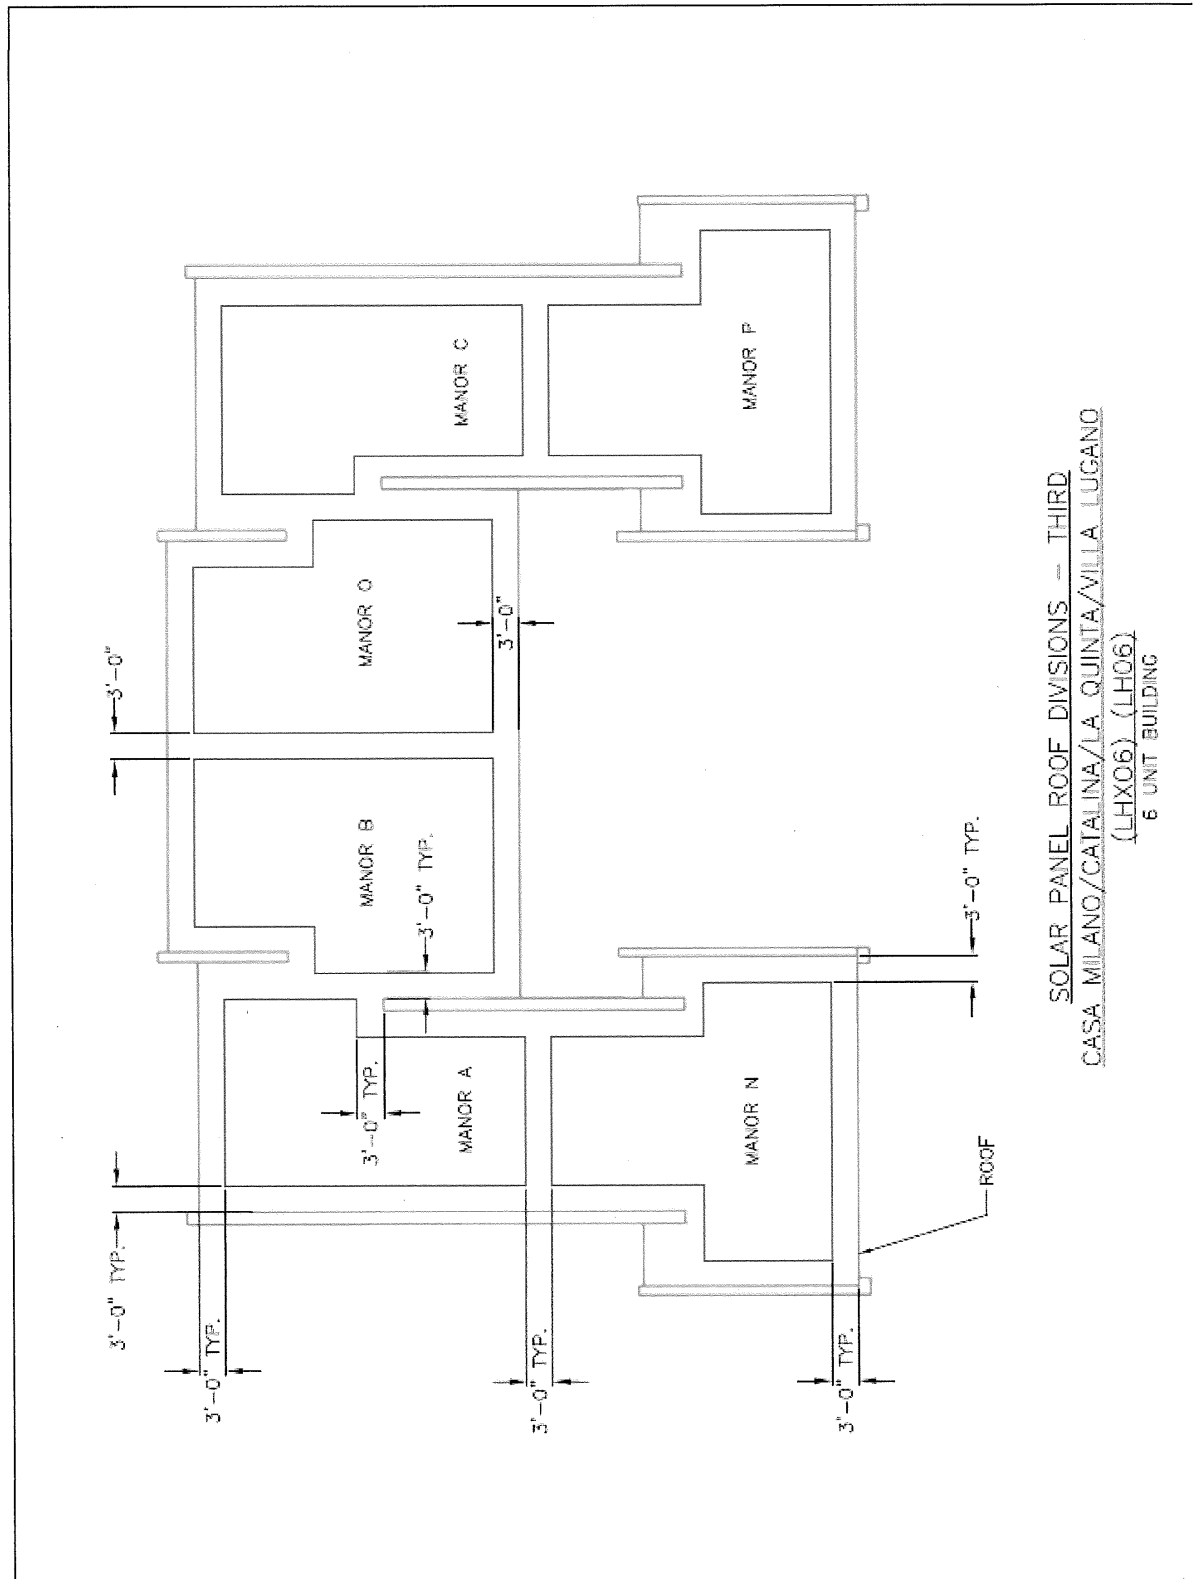 3'-0" TYP.
3'-0"
3'-0" TYP.
3'-0" TYP.
MANOR B
MANOR O
3'-0" TYP.
MANOR A
MANOR C
3'-0"
3'-0" TYP.
MANOR N
MANOR P
3'-0" TYP.
3'-0" TYP.
ROOF
SOLAR PANEL ROOF DIVISIONS – THIRD
CASA MILANO/CATALINA/LA QUINTA/VILLA LUGANO
(LHX06) (LH06)
6 UNIT BUILDING